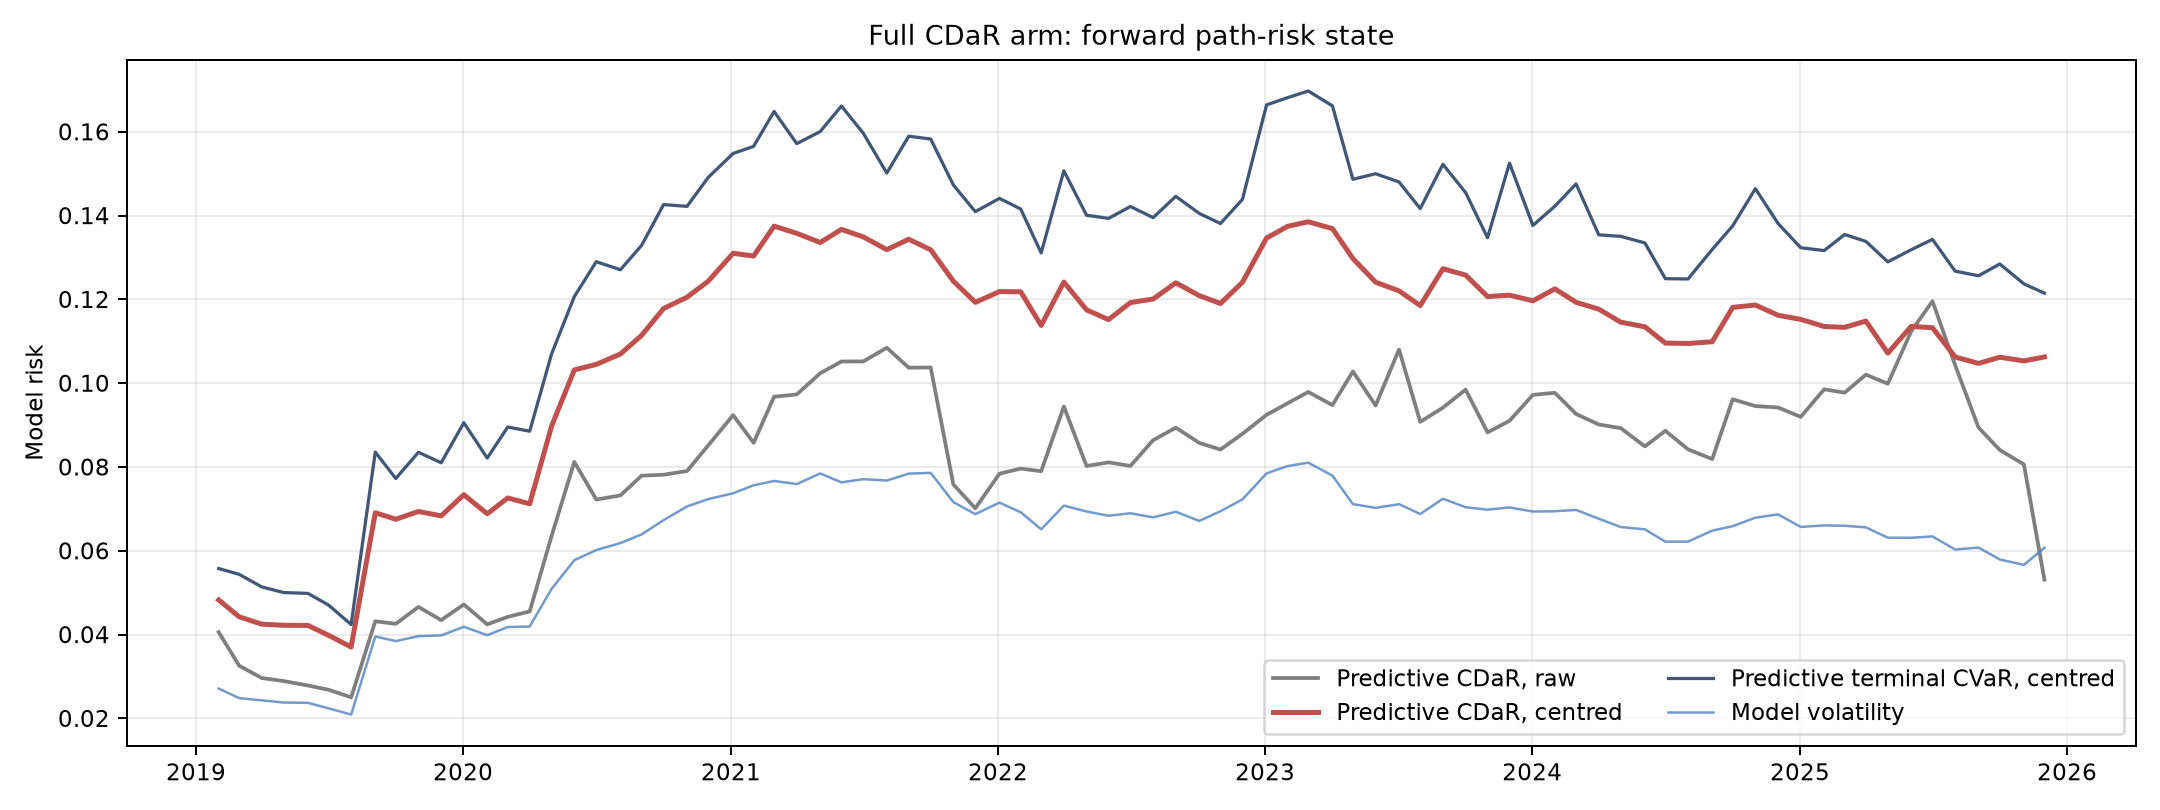 Full CDaR arm: forward path-risk state
Model risk
0.16
0.14
0.12
0.10
0.08
0.06
0.04
0.02
Predictive CDaR, raw
Predictive CDaR, centred
Predictive terminal CVaR, centred
Model volatility
2019 2020 2021 2022 2023 2024 2025 2026